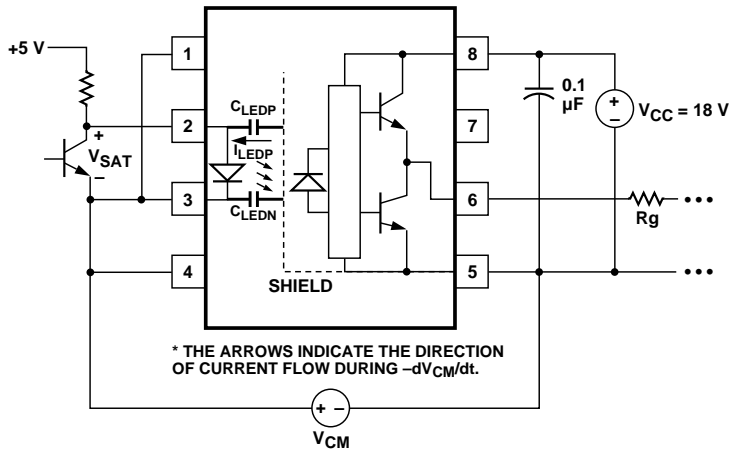 +5 V
1
8
C_LEDP
0.1
µF
+
–
V_CC = 18 V
2
7
+
V_SAT
–
I_LEDP
3
C_LEDN
6
Rg
•••
4
5
•••
SHIELD
* THE ARROWS INDICATE THE DIRECTION
OF CURRENT FLOW DURING –dV_CM/dt.
+ –
V_CM